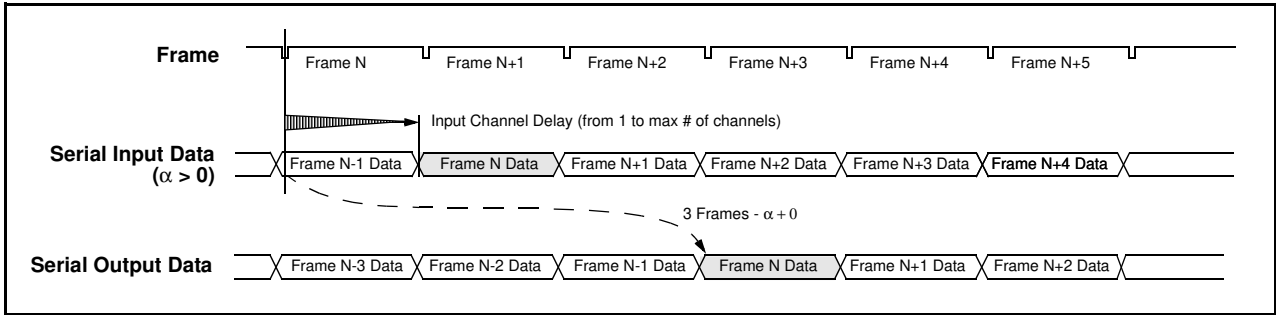 Frame
Frame N Frame N+1 Frame N+2 Frame N+3 Frame N+4 Frame N+5
Input Channel Delay (from 1 to max # of channels)
Serial Input Data
(α > 0)
Frame N-1 Data Frame N Data Frame N+1 Data Frame N+2 Data Frame N+3 Data Frame N+4 Data
3 Frames - α + 0
Serial Output Data
Frame N-3 Data Frame N-2 Data Frame N-1 Data Frame N Data Frame N+1 Data Frame N+2 Data